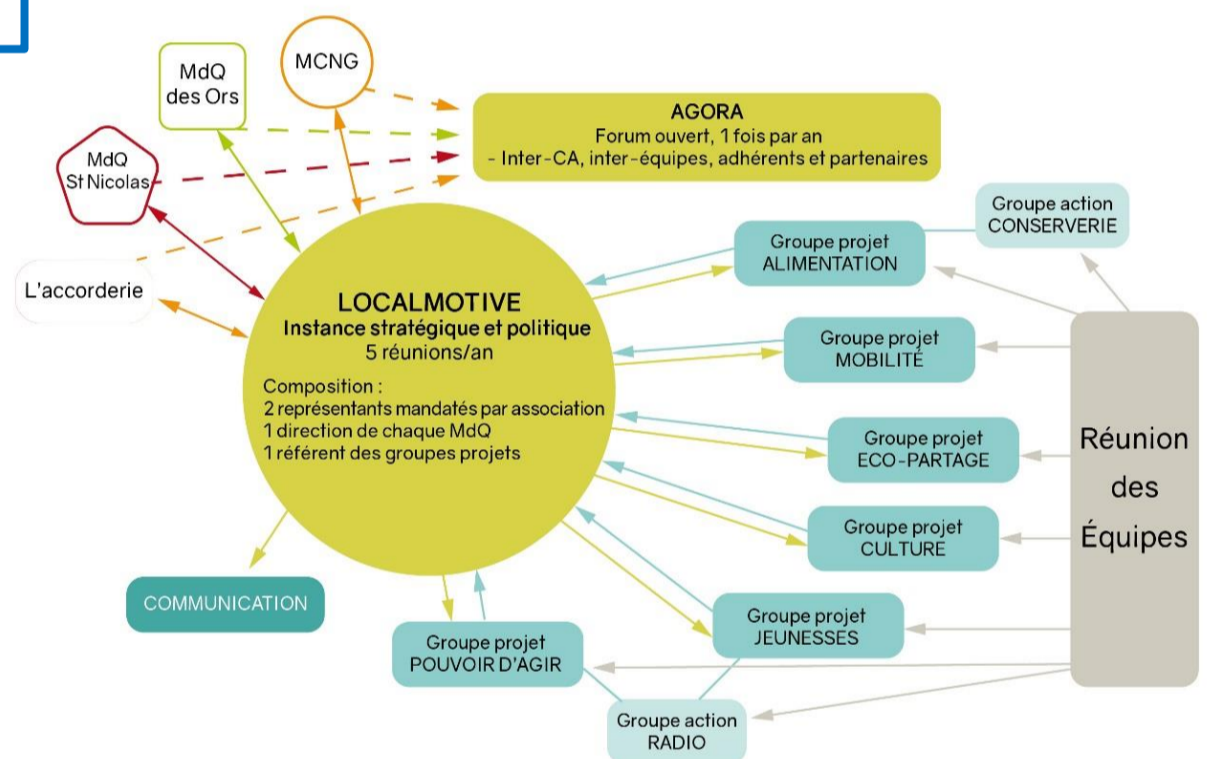 MCNG
MdQ
des Ors
MdQ
St Nicolas
L'accorderie
AGORA
Forum ouvert, 1 fois par an
- Inter-CA, inter-équipes, adhérents et partenaires
LOCALMOTIVE
Instance stratégique et politique
5 réunions/an
Composition :
2 représentants mandatés par association
1 direction de chaque MdQ
1 référent des groupes projets
Groupe action
CONSERVERIE
Groupe projet
ALIMENTATION
Groupe projet
MOBILITÉ
Groupe projet
ECO-PARTAGE
Groupe projet
CULTURE
Groupe projet
JEUNESSES
Groupe projet
POUVOIR D'AGIR
Groupe action
RADIO
COMMUNICATION
Réunion
des
Équipes